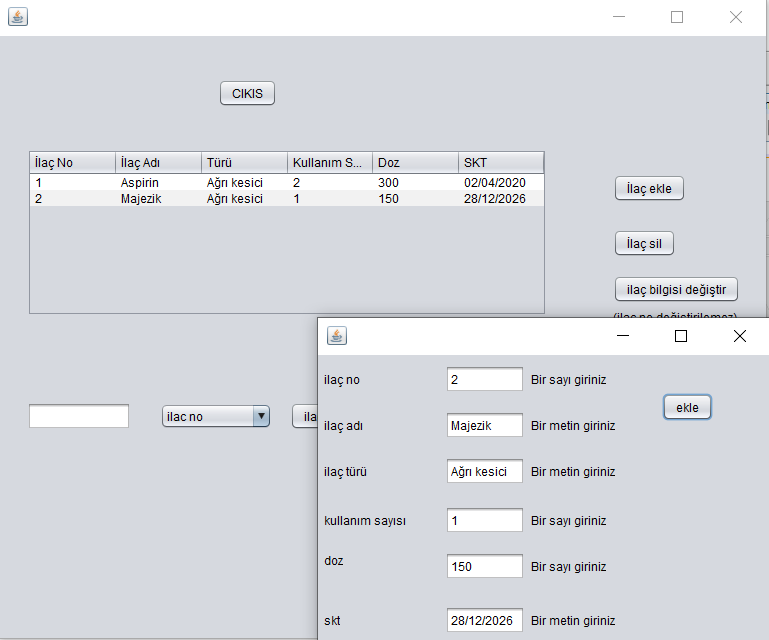 CIKIS
İlaç No İlaç Adı Türü Kullanım S... Doz SKT
1 Aspirin Ağrı kesici 2 300 02/04/2020
2 Majezik Ağrı kesici 1 150 28/12/2026
İlaç ekle
İlaç sil
ilaç bilgisi değiştir
(ilaç no değiştirilemez)
ilac no
ila
ilaç no 2 Bir sayı giriniz
ekle
ilaç adı Majezik Bir metin giriniz
ilaç türü Ağrı kesici Bir metin giriniz
kullanım sayısı 1 Bir sayı giriniz
doz 150 Bir sayı giriniz
skt 28/12/2026 Bir metin giriniz